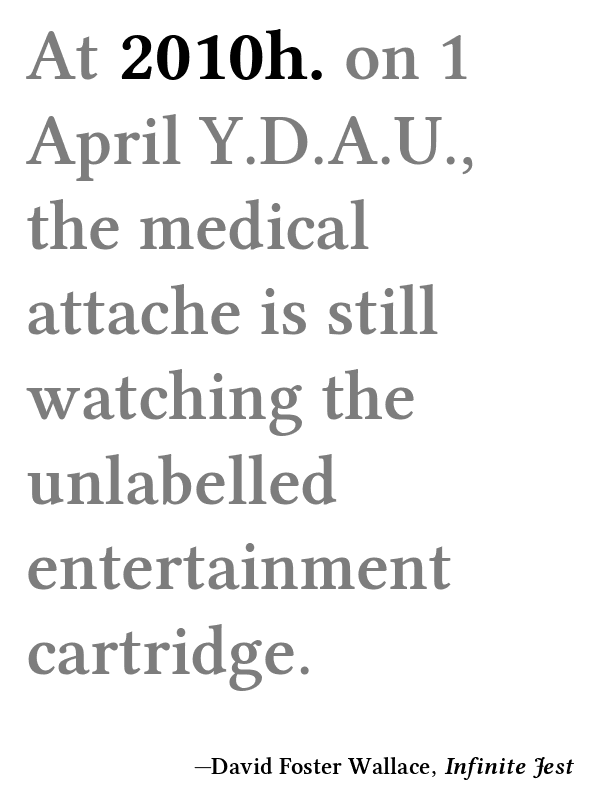 At 2010h. on 1
April Y.D.A.U.,
the medical
attache is still
watching the
unlabelled
entertainment
cartridge.
—David Foster Wallace, Infinite Jest